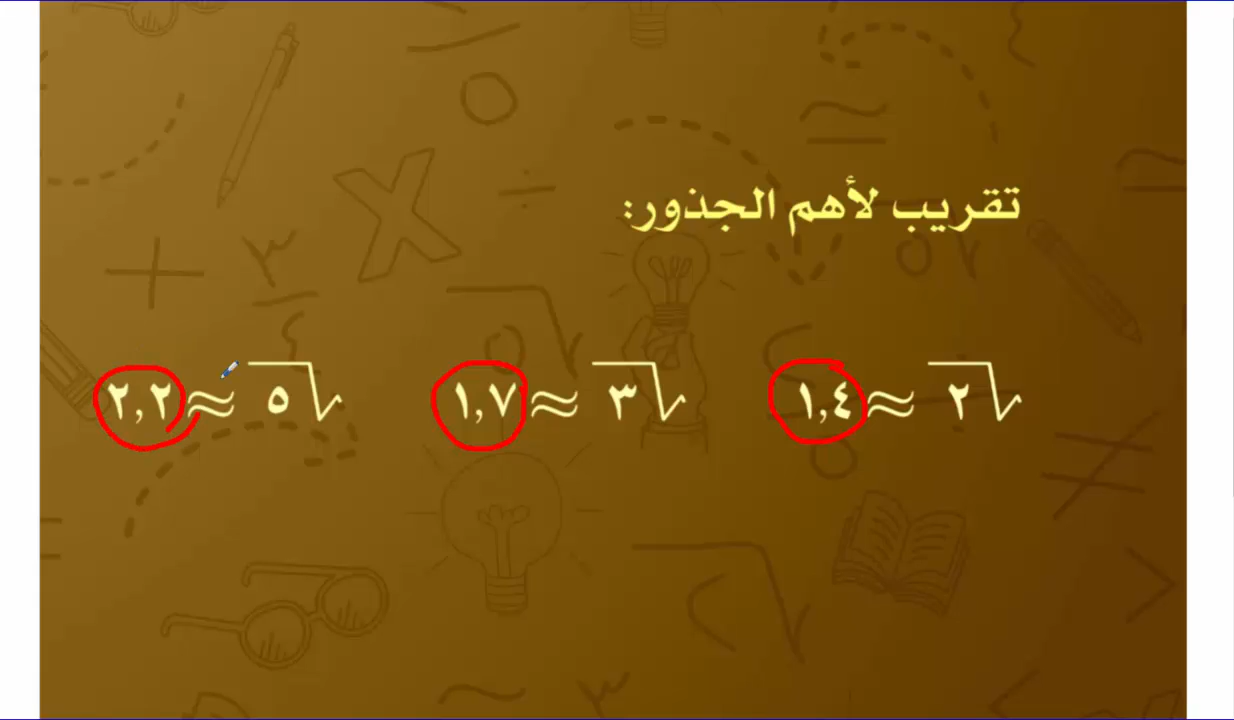 تقريب لأهم الجذور:
√٢ ≈ ١,٤ √٣ ≈ ١,٧ √٥ ≈ ٢,٢